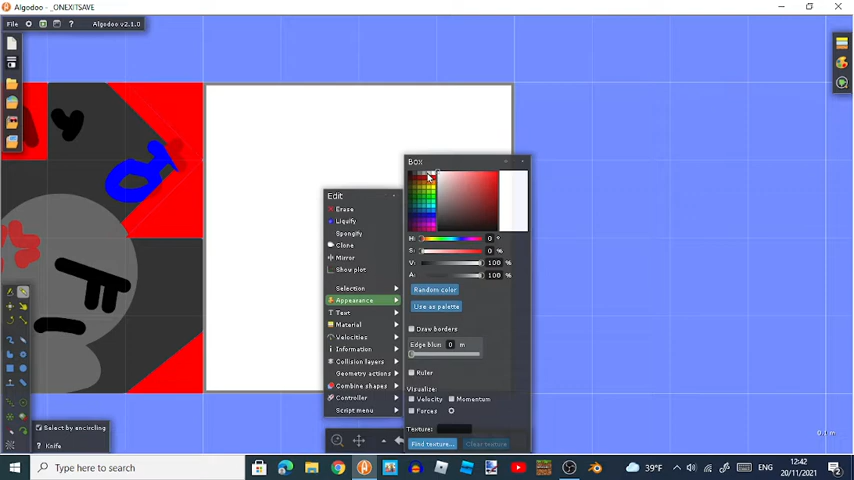 Algodoo - _ONEXITSAVE
File ? Algodoo v2.1.0
Box
Edit
Erase
Liquify
Spongify
Clone
Mirror
Show plot
Selection
Appearance
Text
Material
Velocities
Information
Collision layers
Geometry actions
Combine shapes
Controller
Script menu
H: 0 °
S: 0 %
V: 100 %
A: 100 %
Random color
Use as palette
Draw borders
Edge blur: 0 m
Ruler
Visualize:
Velocity Momentum
Forces
Texture:
Find texture... Clear texture
Select by encircling
Knife
0.1 m
Type here to search
39°F
ENG
12:42
20/11/2021
2